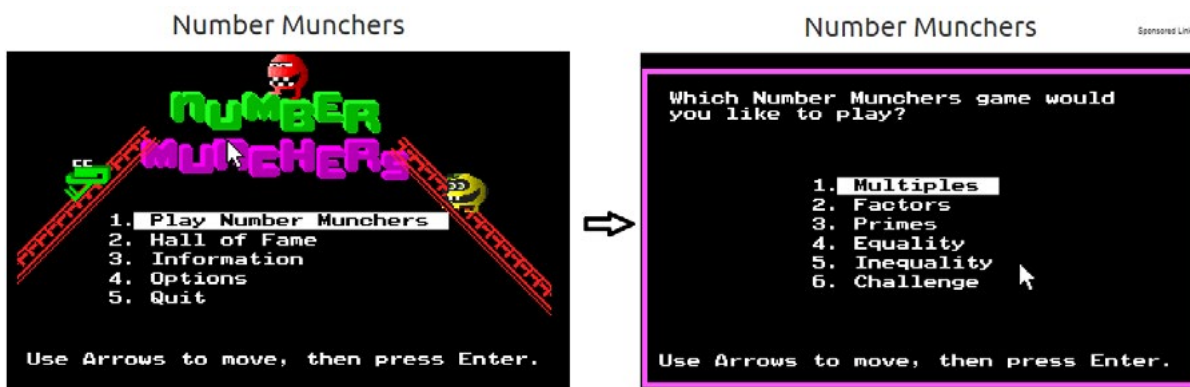 Number Munchers
NUMBER
MUNCHERS
1. Play Number Munchers
2. Hall of Fame
3. Information
4. Options
5. Quit
Use Arrows to move, then press Enter.
Number Munchers
Sponsored Link
Which Number Munchers game would
you like to play?
1. Multiples
2. Factors
3. Primes
4. Equality
5. Inequality
6. Challenge
Use Arrows to move, then press Enter.